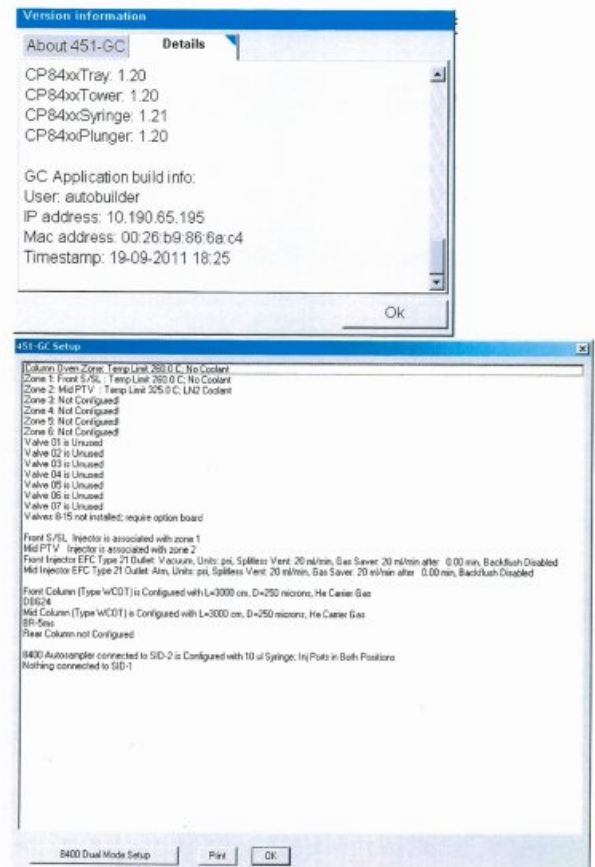 Version information
About 451-GC
Details
CP84xxTray: 1.20
CP84xxTower: 1.20
CP84xxSyringe: 1.21
CP84xxPlunger: 1.20
GC Application build info:
User: autobuilder
IP address: 10.190.65.195
Mac address: 00:26:b9:86:6a:c4
Timestamp: 19-09-2011 18:25
Ok
451-GC Setup
Column Oven Zone: Temp Limit 260.0 C; No Coolant
Zone 1: Front S/SL : Temp Limit 260.0 C; No Coolant
Zone 2: Mid PTV : Temp Limit 325.0 C; LN2 Coolant
Zone 3: Not Configured!
Zone 4: Not Configured!
Zone 5: Not Configured!
Zone 6: Not Configured!
Valve 01 is Unused
Valve 02 is Unused
Valve 03 is Unused
Valve 04 is Unused
Valve 05 is Unused
Valve 06 is Unused
Valve 07 is Unused
Valves 8-15 not installed; require option board
Front S/SL Injector is associated with zone 1
Mid PTV Injector is associated with zone 2
Front Injector EFC Type 21 Outlet: Vacuum, Units: psi, Splitless Vent: 20 ml/min, Gas Saver: 20 ml/min after 0.00 min, Backflush Disabled
Mid Injector EFC Type 21 Outlet: Atm, Units: psi, Splitless Vent: 20 ml/min, Gas Saver: 20 ml/min after 0.00 min, Backflush Disabled
Front Column (Type WCOT) is Configured with L=3000 cm, D=250 microns, He Carrier Gas
DB624
Mid Column (Type WCOT) is Configured with L=3000 cm, D=250 microns, He Carrier Gas
BR-5ms
Rear Column not Configured
8400 Autosampler connected to SID-2 is Configured with 10 ul Syringe; Inj Ports in Both Positions
Nothing connected to SID-1
8400 Dual Mode Setup
Print
OK